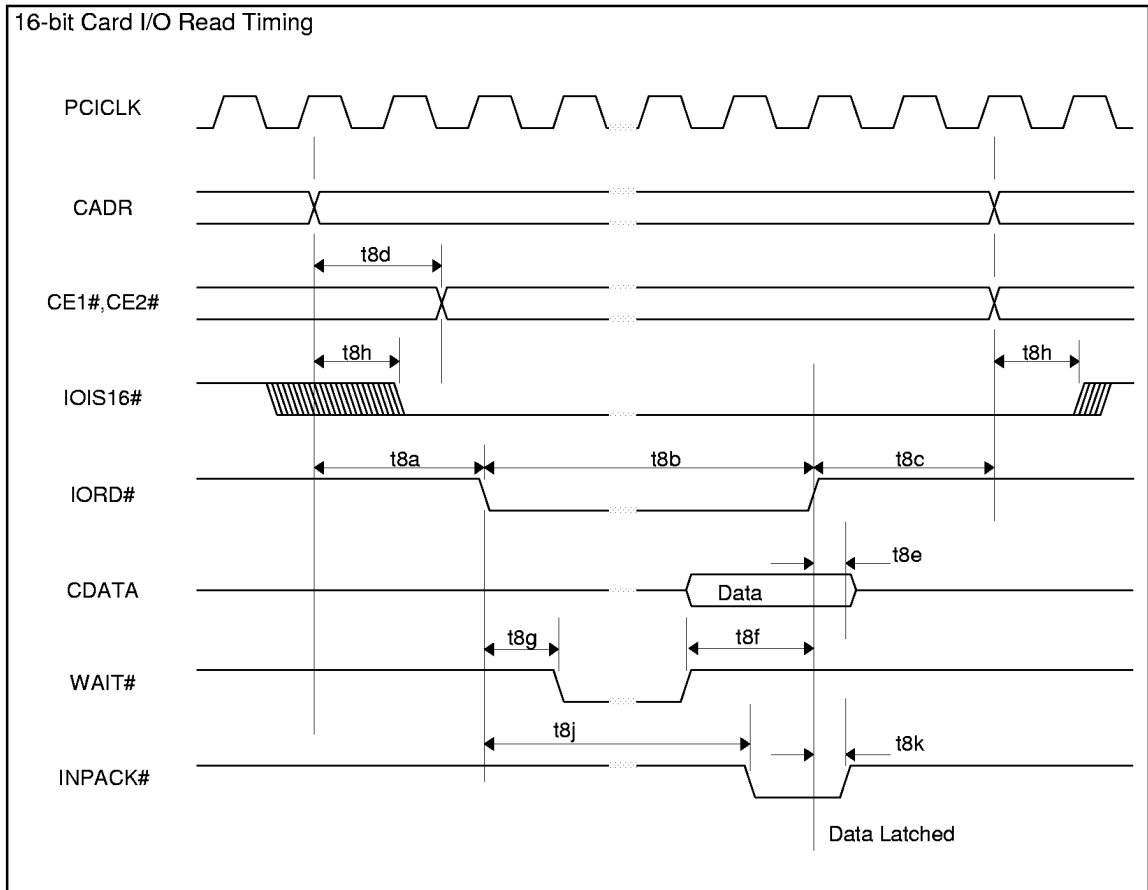 16-bit Card I/O Read Timing
PCICLK
CADR
t8d
CE1#,CE2#
t8h
t8h
IOIS16#
t8a
t8b
t8c
IORD#
t8e
CDATA
Data
t8g
t8f
WAIT#
t8j
t8k
INPACK#
Data Latched